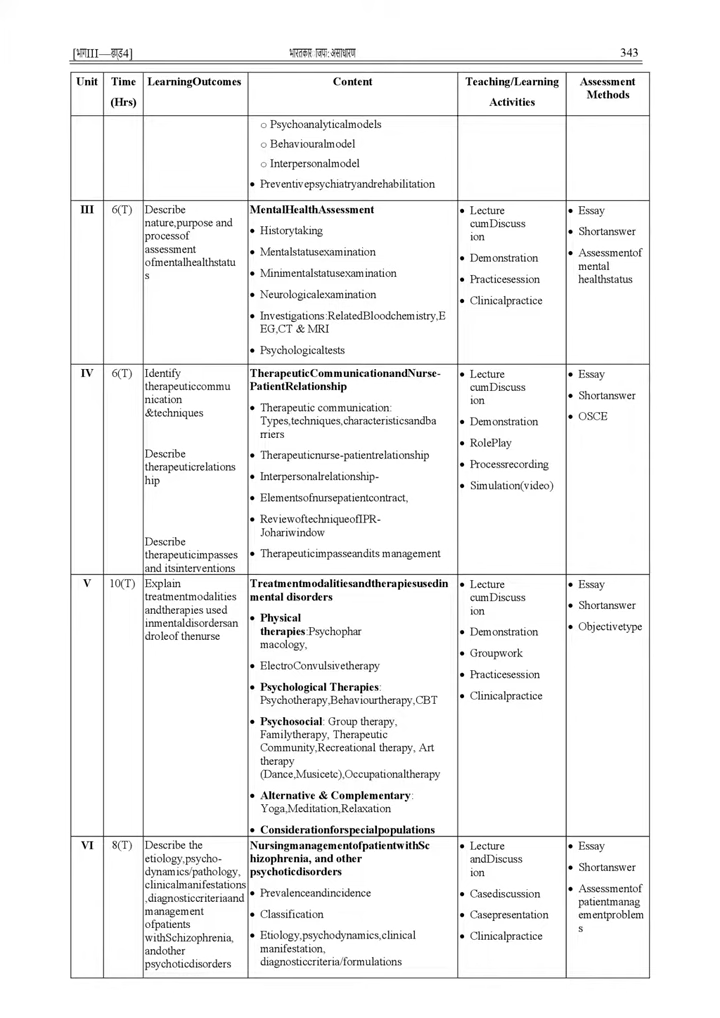 [भागIII—खण्ड4] भारतकार ाजपः असाधारण 343
Unit Time LearningOutcomes Content Teaching/Learning Assessment
(Hrs) Activities Methods
o Psychoanalyticalmodels
o Behaviouralmodel
o Interpersonalmodel
• Preventivepsychiatryandrehabilitation
III 6(T) Describe
nature,purpose and
processof
assessment
ofmentalhealthstatu
s
MentalHealthAssessment
• Historytaking
• Mentalstatusexamination
• Minimentalstatusexamination
• Neurologicalexamination
• Investigations:RelatedBloodchemistry,E
EG,CT & MRI
• Psychologicaltests
• Lecture
cumDiscuss
ion
• Demonstration
• Practicesession
• Clinicalpractice
• Essay
• Shortanswer
• Assessmentof
mental
healthstatus
IV 6(T) Identify
therapeuticcommu
nication
&techniques
Describe
therapeuticrelations
hip
Describe
therapeuticimpasses
and itsinterventions
TherapeuticCommunicationandNurse-
PatientRelationship
• Therapeutic communication:
Types,techniques,characteristicsandba
rriers
• Therapeuticnurse-patientrelationship
• Interpersonalrelationship-
• Elementsofnursepatientcontract,
• ReviewoftechniqueofIPR-
Johariwindow
• Therapeuticimpasseandits management
• Lecture
cumDiscuss
ion
• Demonstration
• RolePlay
• Processrecording
• Simulation(video)
• Essay
• Shortanswer
• OSCE
V 10(T) Explain
treatmentmodalities
andtherapies used
inmentaldisordersan
droleof thenurse
Treatmentmodalitiesandtherapiesusedin
mental disorders
• Physical
therapies:Psychophar
macology,
• ElectroConvulsivetherapy
• Psychological Therapies:
Psychotherapy,Behaviourtherapy,CBT
• Psychosocial: Group therapy,
Familytherapy, Therapeutic
Community,Recreational therapy, Art
therapy
(Dance,Musicetc),Occupationaltherapy
• Alternative & Complementary:
Yoga,Meditation,Relaxation
• Considerationforspecialpopulations
• Lecture
cumDiscuss
ion
• Demonstration
• Groupwork
• Practicesession
• Clinicalpractice
• Essay
• Shortanswer
• Objectivetype
VI 8(T) Describe the
etiology,psycho-
dynamics/pathology,
clinicalmanifestations
,diagnosticcriteriaand
management
ofpatients
withSchizophrenia,
andother
psychoticdisorders
NursingmanagementofpatientwithSc
hizophrenia, and other
psychoticdisorders
• Prevalenceandincidence
• Classification
• Etiology,psychodynamics,clinical
manifestation,
diagnosticcriteria/formulations
• Lecture
andDiscuss
ion
• Casediscussion
• Casepresentation
• Clinicalpractice
• Essay
• Shortanswer
• Assessmentof
patientmanag
ementproblem
s